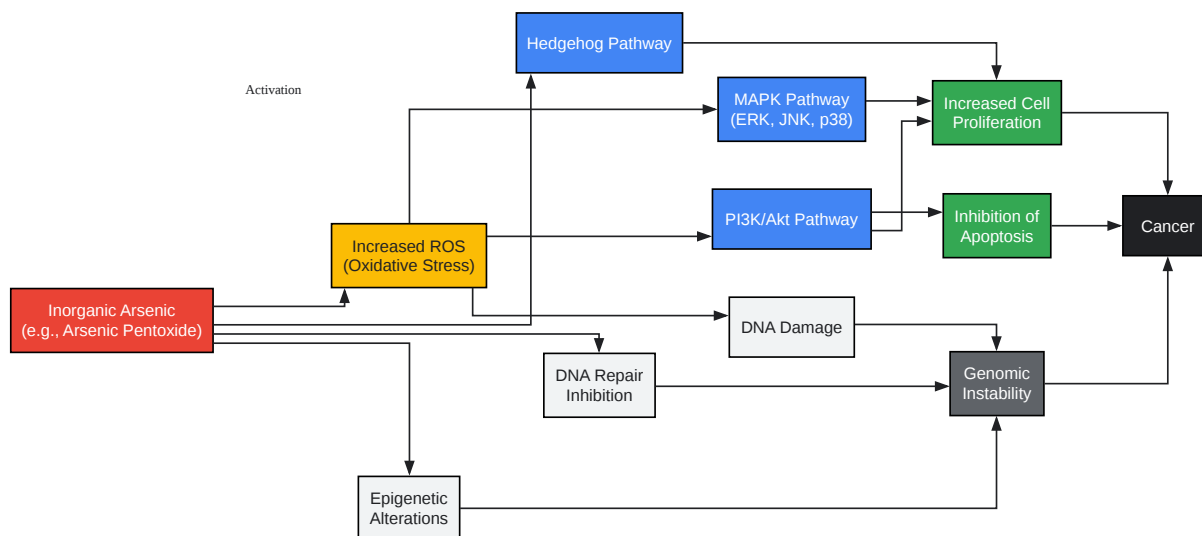 Hedgehog Pathway
Activation
MAPK Pathway
(ERK, JNK, p38)
Increased Cell
Proliferation
PI3K/Akt Pathway
Inhibition of
Apoptosis
Cancer
Increased ROS
(Oxidative Stress)
Inorganic Arsenic
(e.g., Arsenic Pentoxide)
DNA Damage
DNA Repair
Inhibition
Genomic
Instability
Epigenetic
Alterations